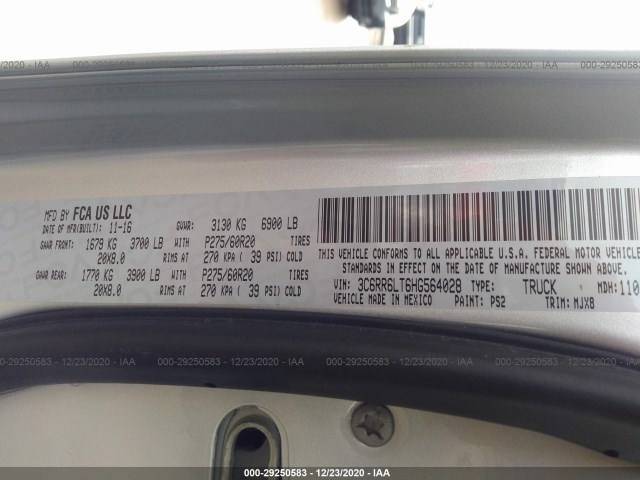 MFD BY FCA US LLC
DATE OF MFR(BUILT): 11-16 GVWR: 3130 KG 6900 LB
GAWR FRONT: 1679 KG 3700 LB WITH P275/60R20 TIRES
20X8.0 RIMS AT 270 KPA ( 39 PSI) COLD
GAWR REAR: 1770 KG 3900 LB WITH P275/60R20 TIRES
20X8.0 RIMS AT 270 KPA ( 39 PSI) COLD
THIS VEHICLE CONFORMS TO ALL APPLICABLE U.S.A. FEDERAL MOTOR VEHICLE
STANDARDS IN EFFECT ON THE DATE OF MANUFACTURE SHOWN ABOVE.
VIN: 3C6RR6LT6HG564028 TYPE: TRUCK MDH: 110
VEHICLE MADE IN MEXICO PAINT: PS2 TRIM: MJX8
000-29250583 - 12/23/2020 - IAA